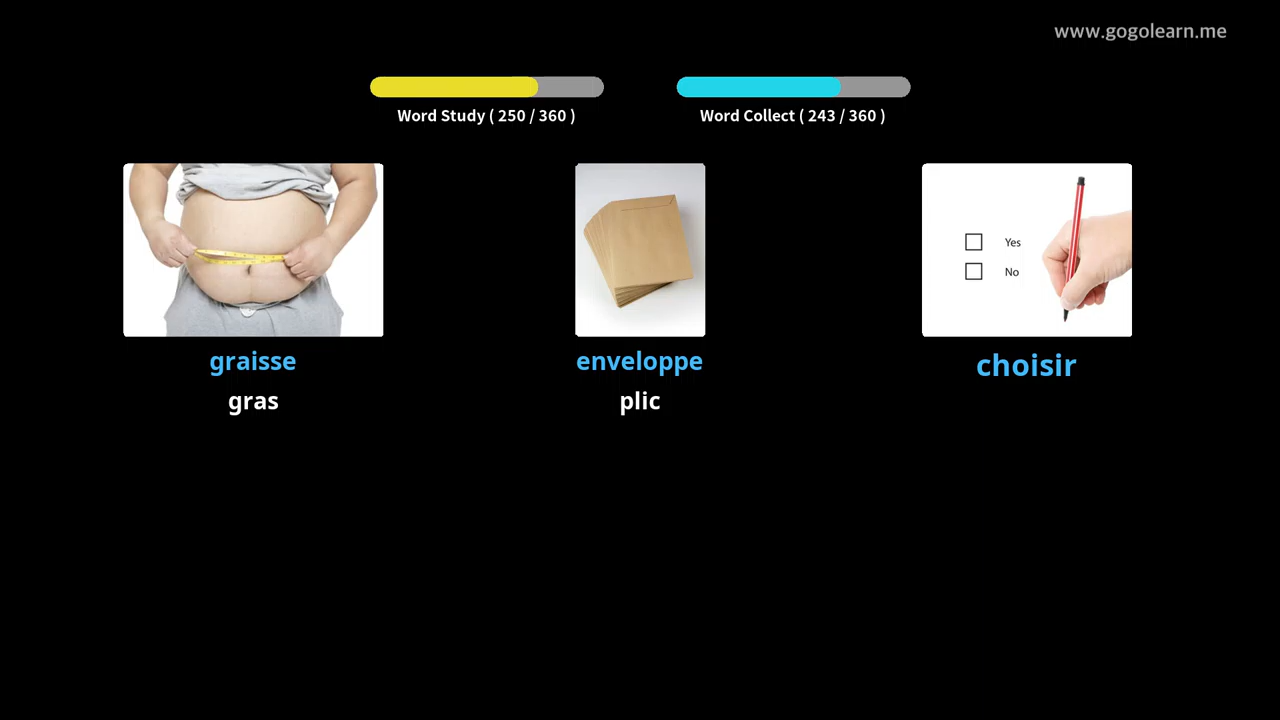 www.gogolearn.me
Word Study ( 250 / 360 )
Word Collect ( 243 / 360 )
Yes
No
graisse
enveloppe
choisir
gras
plic